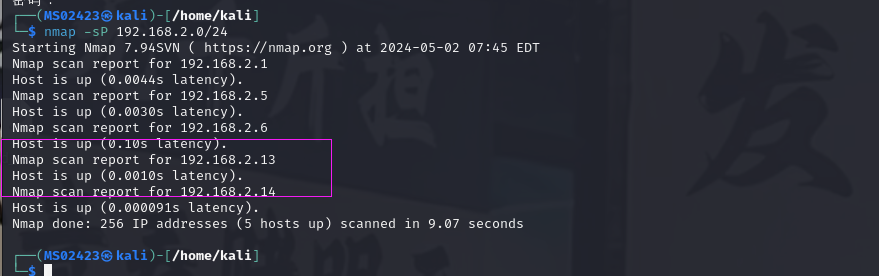 密码：
┌──(MS02423㉿kali)-[/home/kali]
└─$ nmap -sP 192.168.2.0/24
Starting Nmap 7.94SVN ( https://nmap.org ) at 2024-05-02 07:45 EDT
Nmap scan report for 192.168.2.1
Host is up (0.0044s latency).
Nmap scan report for 192.168.2.5
Host is up (0.0030s latency).
Nmap scan report for 192.168.2.6
Host is up (0.10s latency).
Nmap scan report for 192.168.2.13
Host is up (0.0010s latency).
Nmap scan report for 192.168.2.14
Host is up (0.000091s latency).
Nmap done: 256 IP addresses (5 hosts up) scanned in 9.07 seconds
┌──(MS02423㉿kali)-[/home/kali]
└─$
发